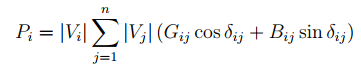 P_i = |V_i| \sum_{j=1}^{n} |V_j| (G_{ij} \cos \delta_{ij} + B_{ij} \sin \delta_{ij})